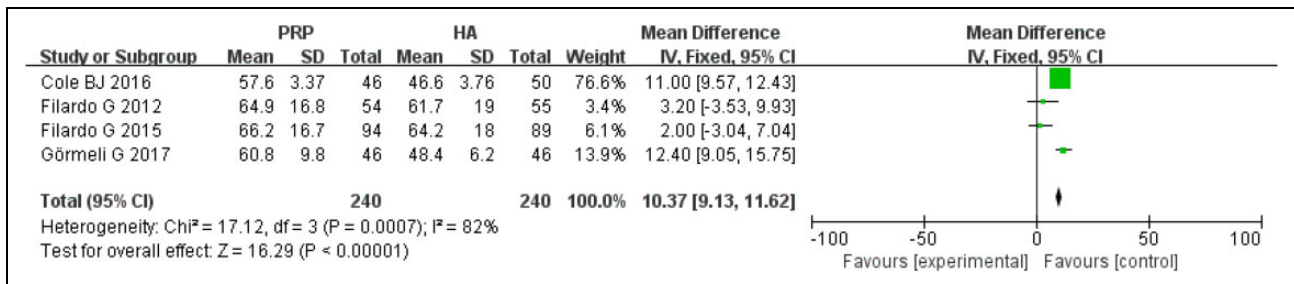 PRP HA Mean Difference Mean Difference
Study or Subgroup Mean SD Total Mean SD Total Weight IV, Fixed, 95% CI IV, Fixed, 95% CI
Cole BJ 2016 57.6 3.37 46 46.6 3.76 50 76.6% 11.00 [9.57, 12.43]
Filardo G 2012 64.9 16.8 54 61.7 19 55 3.4% 3.20 [-3.53, 9.93]
Filardo G 2015 66.2 16.7 94 64.2 18 89 6.1% 2.00 [-3.04, 7.04]
Görmeli G 2017 60.8 9.8 46 48.4 6.2 46 13.9% 12.40 [9.05, 15.75]
Total (95% CI) 240 240 100.0% 10.37 [9.13, 11.62]
Heterogeneity: Chi² = 17.12, df = 3 (P = 0.0007); I² = 82%
Test for overall effect: Z = 16.29 (P < 0.00001)
-100 -50 0 50 100
Favours [experimental] Favours [control]